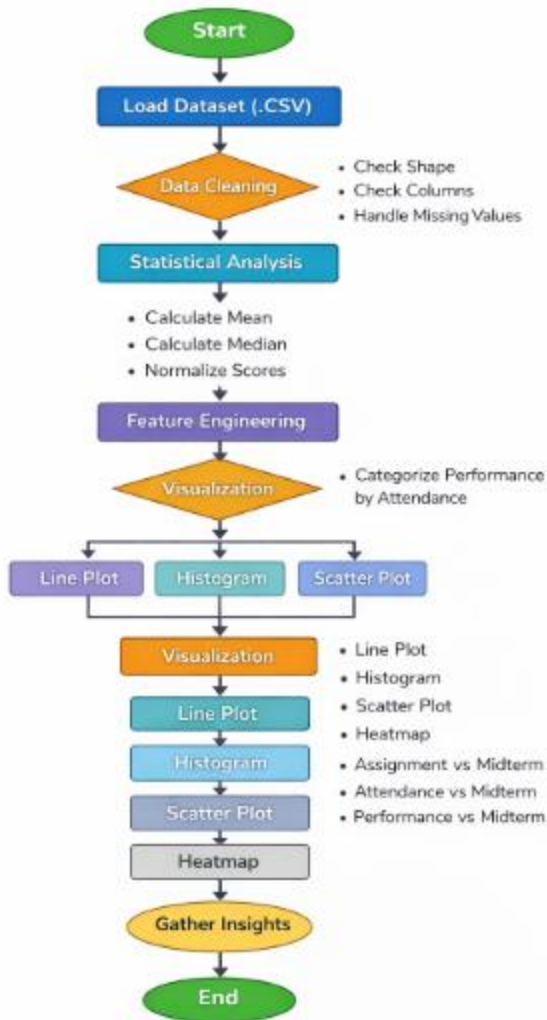 Start
Load Dataset (.CSV)
Data Cleaning
• Check Shape
• Check Columns
• Handle Missing Values
Statistical Analysis
• Calculate Mean
• Calculate Median
• Normalize Scores
Feature Engineering
Visualization
• Categorize Performance
by Attendance
Line Plot
Histogram
Scatter Plot
Visualization
• Line Plot
• Histogram
• Scatter Plot
• Heatmap
Line Plot
Histogram
• Assignment vs Midterm
• Attendance vs Midterm
• Performance vs Midterm
Scatter Plot
Heatmap
Gather Insights
End